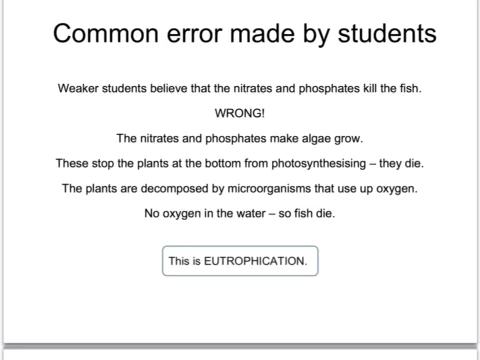 Common error made by students
Weaker students believe that the nitrates and phosphates kill the fish.
WRONG!
The nitrates and phosphates make algae grow.
These stop the plants at the bottom from photosynthesising – they die.
The plants are decomposed by microorganisms that use up oxygen.
No oxygen in the water – so fish die.
This is EUTROPHICATION.